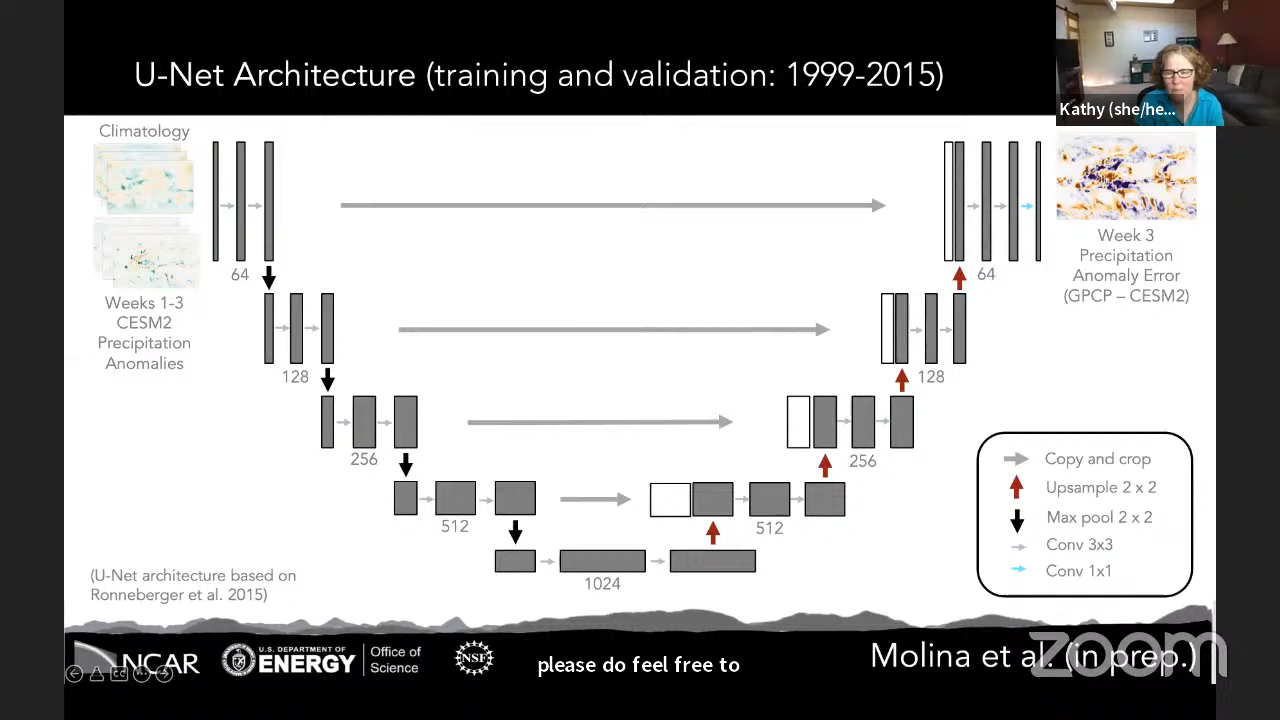 U-Net Architecture (training and validation: 1999-2015)
Kathy (she/he...
Climatology
Weeks 1-3
CESM2
Precipitation
Anomalies
64
128
256
512
1024
512
256
128
64
Week 3
Precipitation
Anomaly Error
(GPCP – CESM2)
Copy and crop
Upsample 2 x 2
Max pool 2 x 2
Conv 3x3
Conv 1x1
(U-Net architecture based on
Ronneberger et al. 2015)
NCAR
U.S. DEPARTMENT OF
ENERGY
Office of
Science
NSF
please do feel free to
Molina et al. (in prep.)
zoom
CC